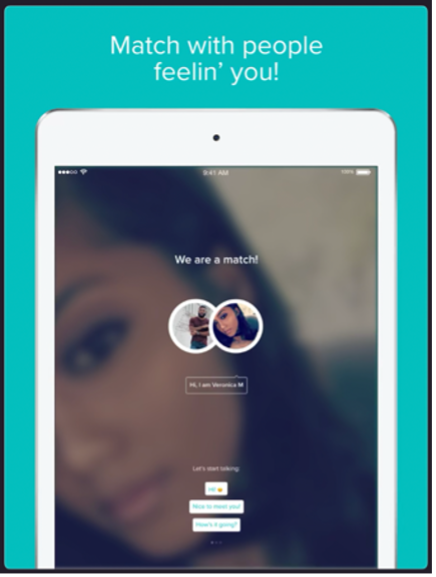 Match with people
feelin' you!
9:41 AM
100%
We are a match!
Hi, I am Veronica M
Let's start talking:
Hi! 😀
Nice to meet you!
How's it going?